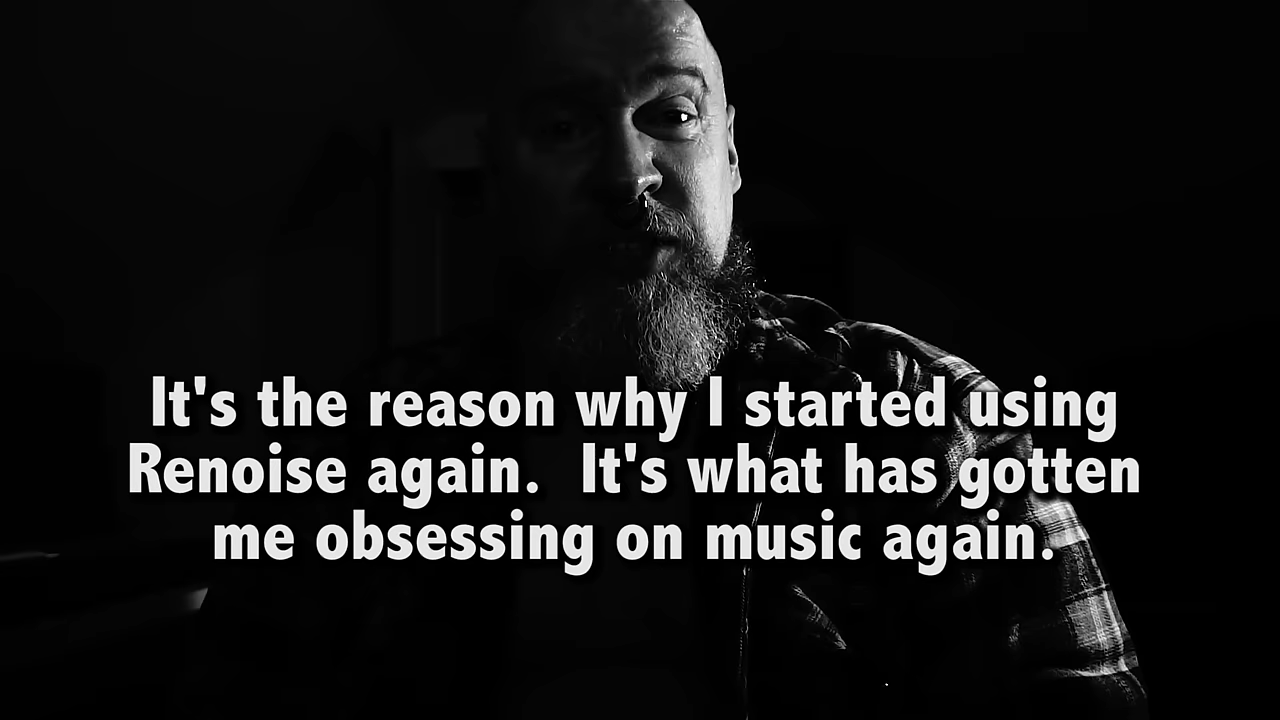 It's the reason why I started using
Renoise again.  It's what has gotten
me obsessing on music again.